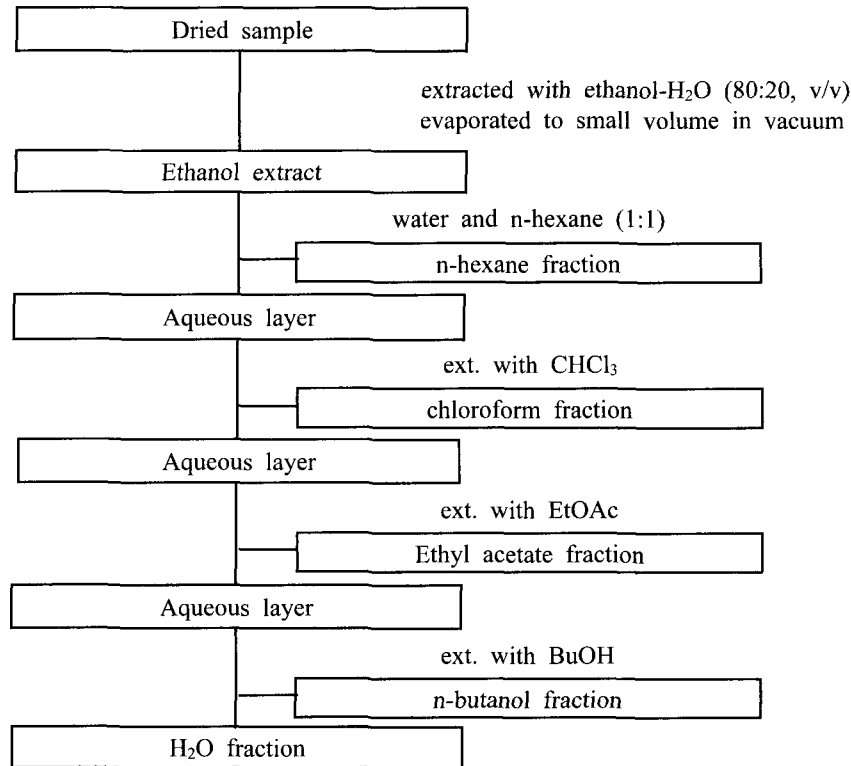 Dried sample
extracted with ethanol-H₂O (80:20, v/v)
evaporated to small volume in vacuum
Ethanol extract
water and n-hexane (1:1)
n-hexane fraction
Aqueous layer
ext. with CHCl₃
chloroform fraction
Aqueous layer
ext. with EtOAc
Ethyl acetate fraction
Aqueous layer
ext. with BuOH
n-butanol fraction
H₂O fraction